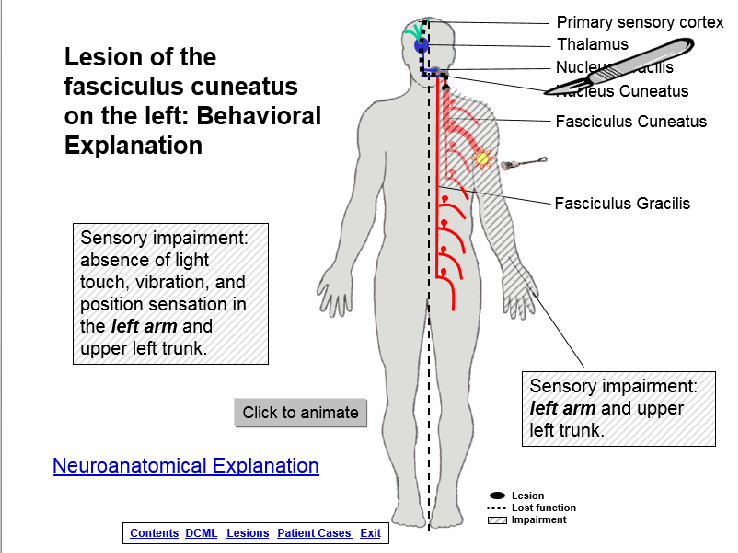 Primary sensory cortex
Thalamus
Nucleus
Nucleus Cuneatus
Fasciculus Cuneatus
Fasciculus Gracilis
Lesion of the
fasciculus cuneatus
on the left: Behavioral
Explanation
Sensory impairment:
absence of light
touch, vibration, and
position sensation in
the left arm and
upper left trunk.
Sensory impairment:
left arm and upper
left trunk.
Click to animate
Neuroanatomical Explanation
Lesion
Lost function
Impairment
Contents DCML Lesions Patient Cases Exit